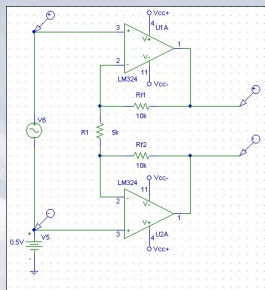 Vcc+
4 U1A
3
V+
1
2
V-
11
LM324
Vcc-
Rf1
10k
V6
R1 5k
Rf2
10k
LM324
Vcc-
11
2
V-
1
V+
3
4 U2A
Vcc+
0.5V V5